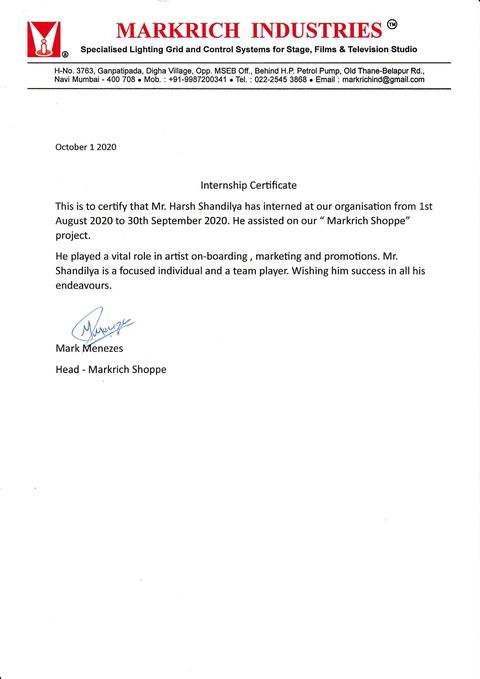 MARKRICH INDUSTRIES ™
®
Specialised Lighting Grid and Control Systems for Stage, Films & Television Studio
H-No. 3763, Ganpatipada, Digha Village, Opp. MSEB Off., Behind H.P. Petrol Pump, Old Thane-Belapur Rd.,
Navi Mumbai - 400 708 • Mob. : +91-9987200341 • Tel. : 022-2545 3868 • Email : markrichind@gmail.com
October 1 2020
Internship Certificate
This is to certify that Mr. Harsh Shandilya has interned at our organisation from 1st
August 2020 to 30th September 2020. He assisted on our “ Markrich Shoppe”
project.
He played a vital role in artist on-boarding , marketing and promotions. Mr.
Shandilya is a focused individual and a team player. Wishing him success in all his
endeavours.
MMenezes
Mark Menezes
Head - Markrich Shoppe